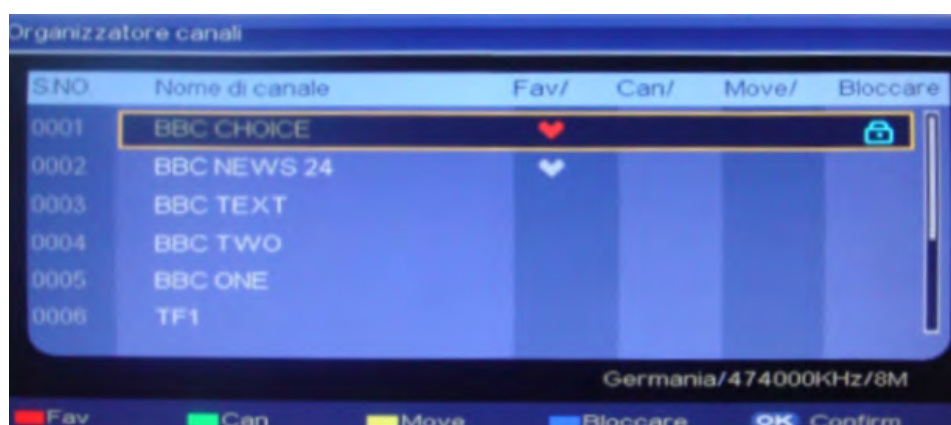 Organizzatore canali
S.NO. Nome di canale Fav/ Can/ Move/ Bloccare
0001 BBC CHOICE
0002 BBC NEWS 24
0003 BBC TEXT
0004 BBC TWO
0005 BBC ONE
0006 TF1
Germania/474000KHz/8M
Fav Can Move Bloccare OK Confirm